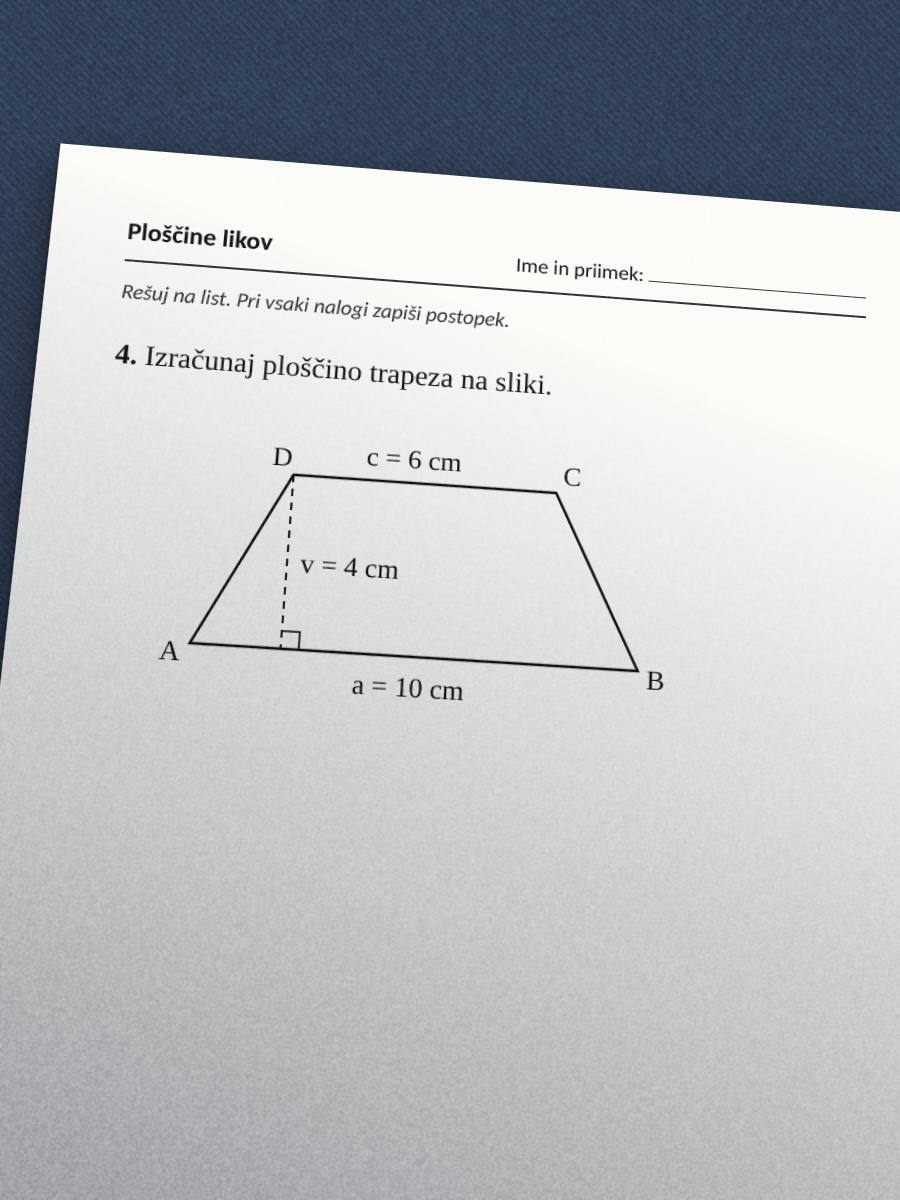 Ploščine likov
Ime in priimek:
Rešuj na list. Pri vsaki nalogi zapiši postopek.
4. Izračunaj ploščino trapeza na sliki.
D
c = 6 cm
C
v = 4 cm
A
B
a = 10 cm